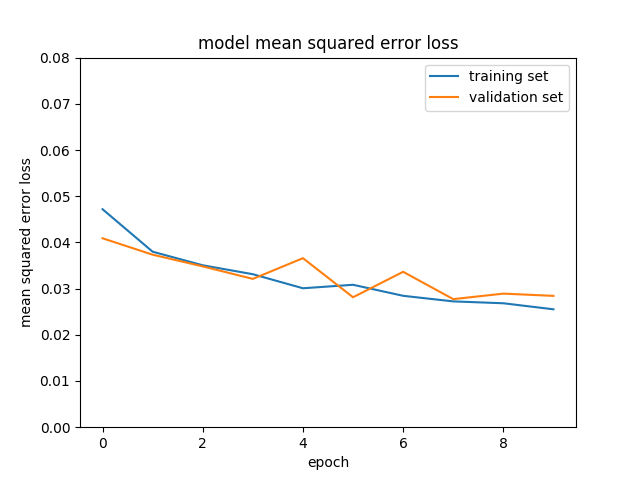 model mean squared error loss
training set
validation set
0.08
0.07
0.06
0.05
0.04
0.03
0.02
0.01
0.00
mean squared error loss
0 2 4 6 8
epoch